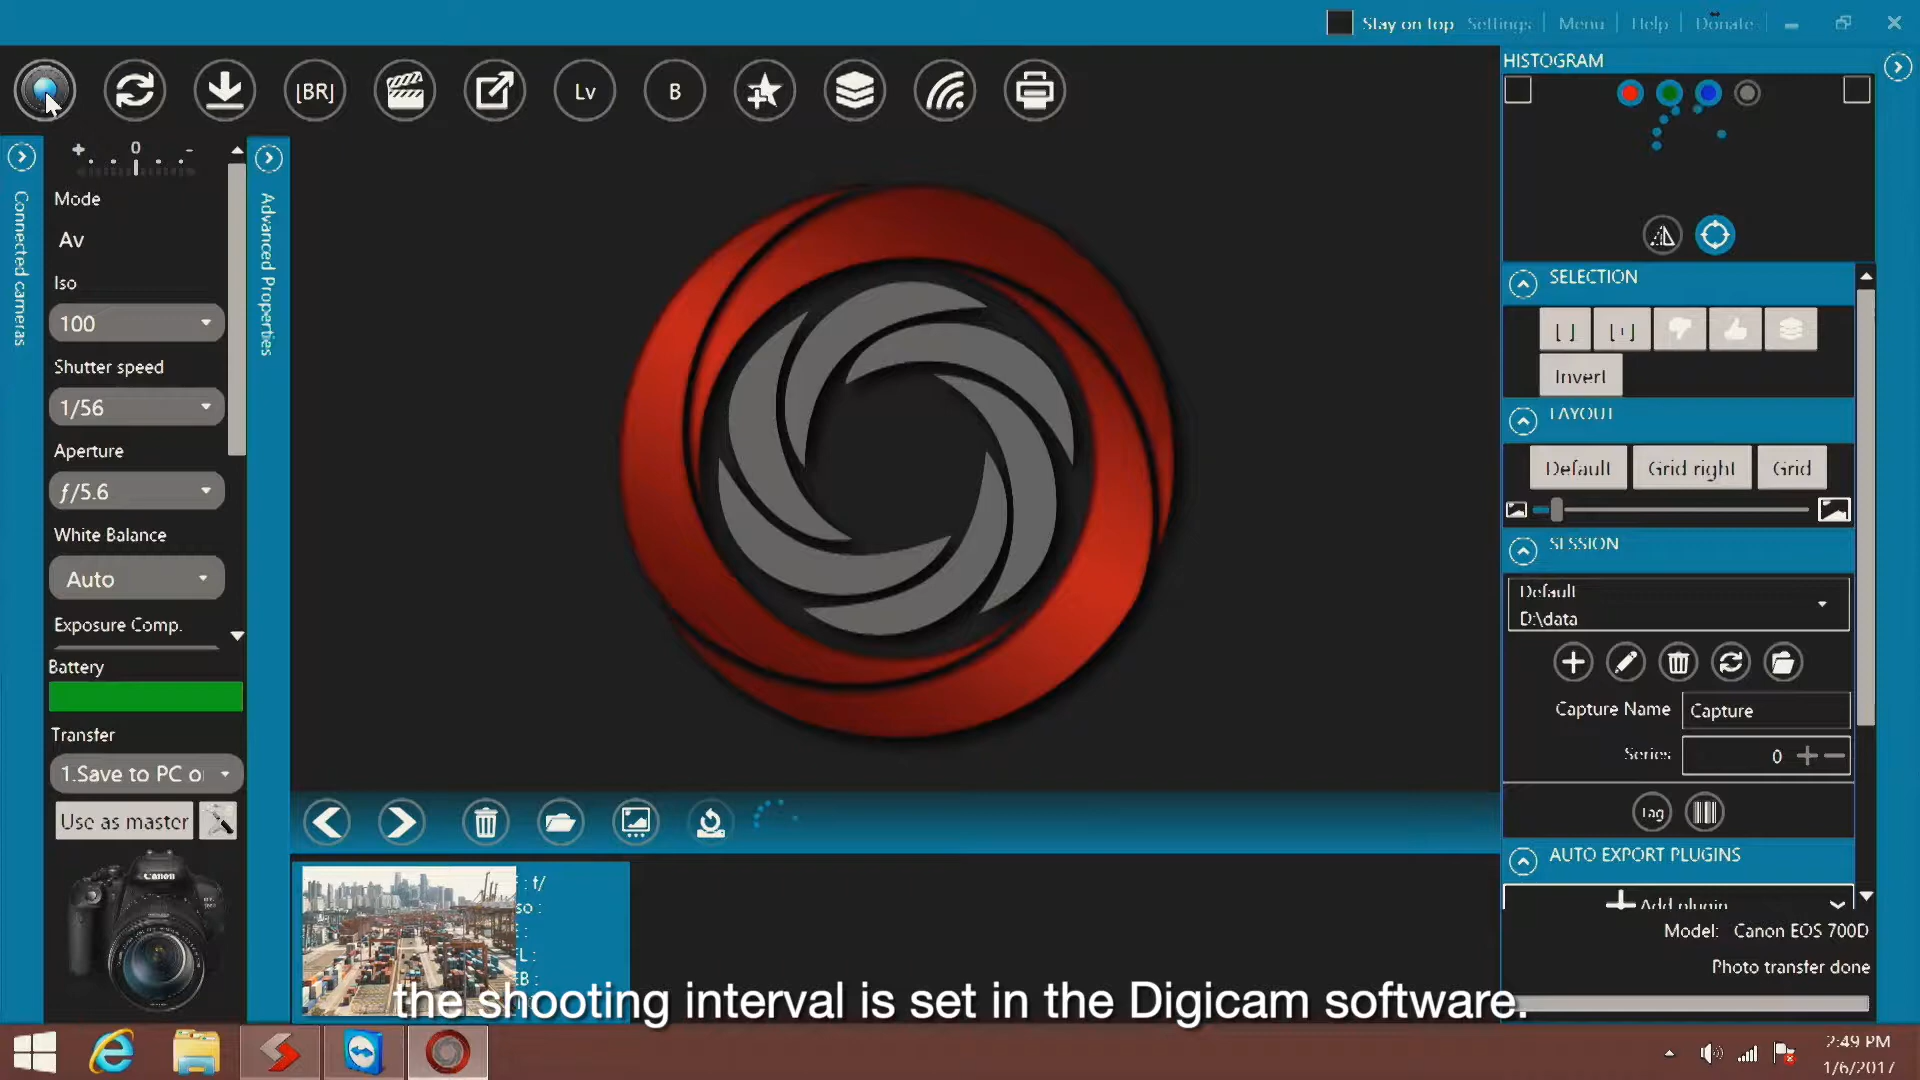 Stay on top Settings Menu Help Donate
[BR] Lv B
HISTOGRAM
Connected cameras
+ 0 -
Mode
Av
Iso
100
Shutter speed
1/56
Aperture
ƒ/5.6
White Balance
Auto
Exposure Comp.
Battery
Transfer
1.Save to PC o
Use as master
Canon
Advanced Properties
SELECTION
[ ] [+]
Invert
LAYOUT
Default Grid right Grid
SESSION
Default
D:\data
Capture Name Capture
Series 0
Tag
AUTO EXPORT PLUGINS
Add plugin
Model: Canon EOS 700D
Photo transfer done
: f/
so :
:
L :
EB :
the shooting interval is set in the Digicam software.
2:49 PM
1/6/2017